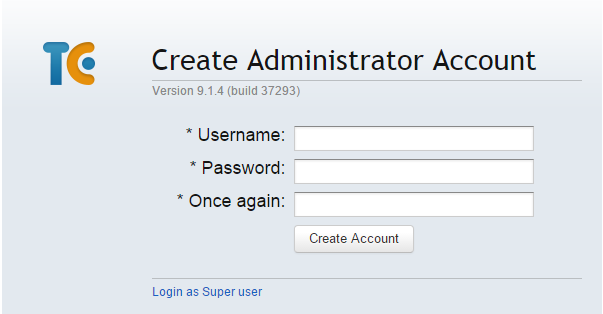 TC
Create Administrator Account
Version 9.1.4 (build 37293)
* Username:
* Password:
* Once again:
Create Account
Login as Super user